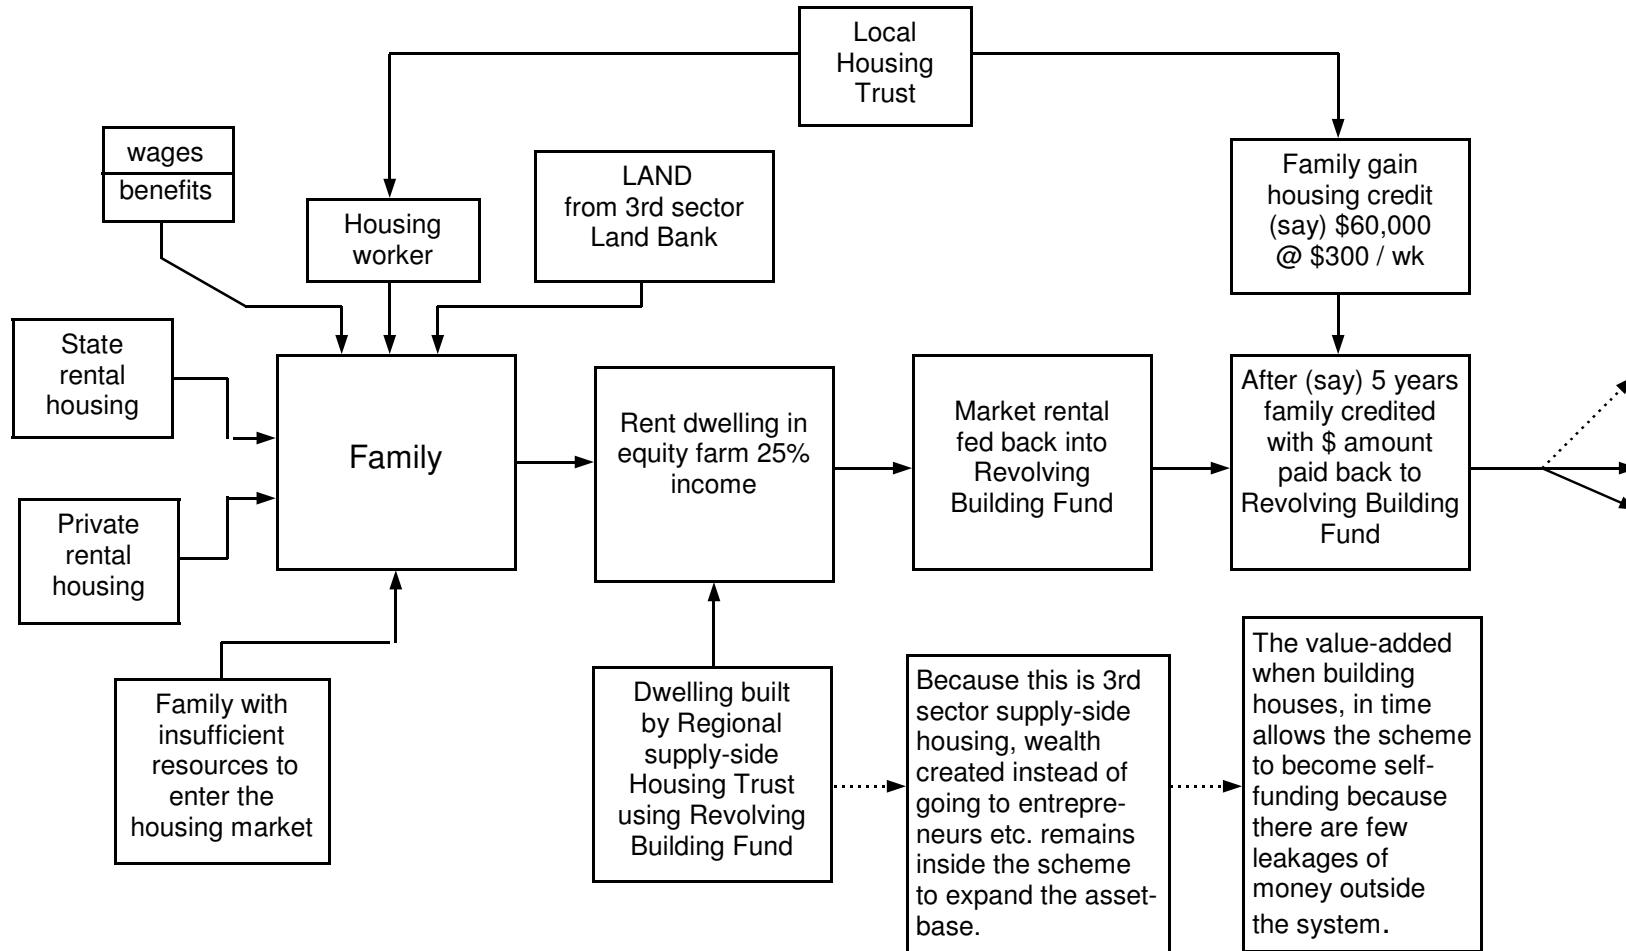 Local
Housing
Trust
wages
benefits
Housing
worker
LAND
from 3rd sector
Land Bank
Family gain
housing credit
(say) $60,000
@ $300 / wk
State
rental
housing
Private
rental
housing
Family
Rent dwelling in
equity farm 25%
income
Market rental
fed back into
Revolving
Building Fund
After (say) 5 years
family credited
with $ amount
paid back to
Revolving Building
Fund
Family with
insufficient
resources to
enter the
housing market
Dwelling built
by Regional
supply-side
Housing Trust
using Revolving
Building Fund
Because this is 3rd
sector supply-side
housing, wealth
created instead of
going to entrepre-
neurs etc. remains
inside the scheme
to expand the asset-
base.
The value-added
when building
houses, in time
allows the scheme
to become self-
funding because
there are few
leakages of
money outside
the system.